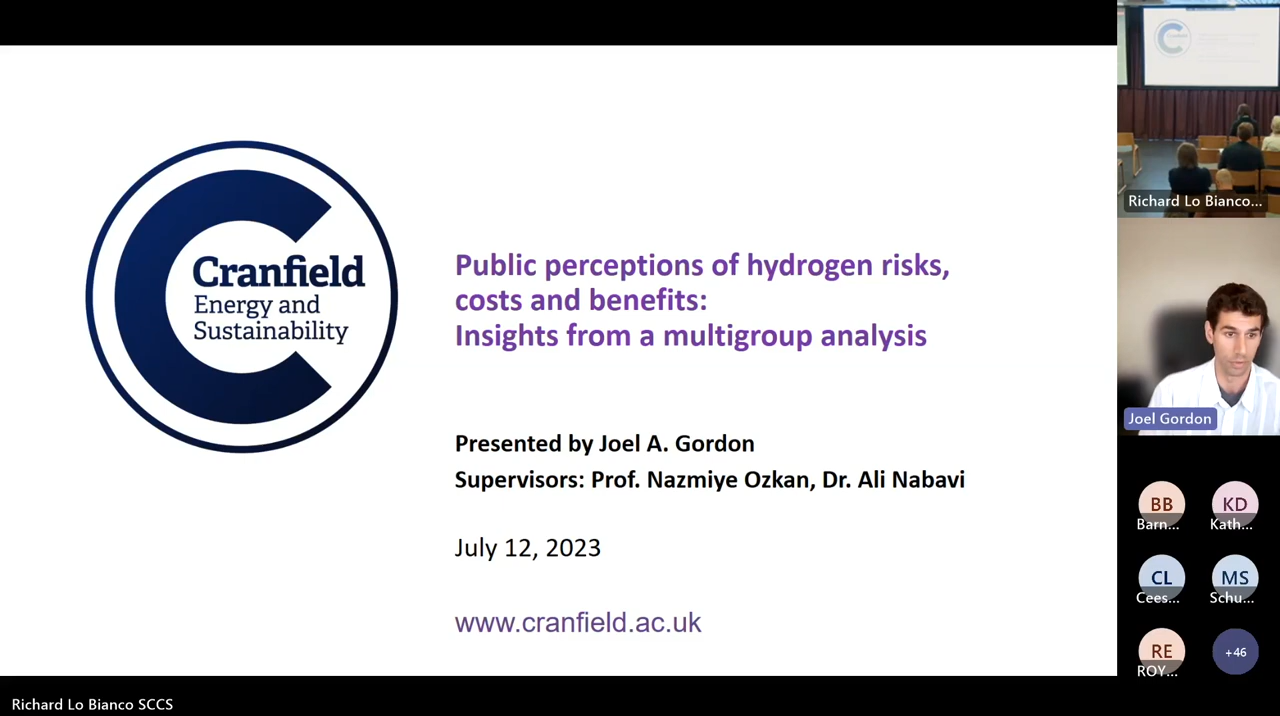 Cranfield
Energy and
Sustainability
Public perceptions of hydrogen risks,
costs and benefits:
Insights from a multigroup analysis
Presented by Joel A. Gordon
Supervisors: Prof. Nazmiye Ozkan, Dr. Ali Nabavi
July 12, 2023
www.cranfield.ac.uk
Cranfield
Richard Lo Bianco...
Joel Gordon
BB
Barn...
KD
Kath...
CL
Cees...
MS
Schu...
RE
ROY...
+46
Richard Lo Bianco SCCS